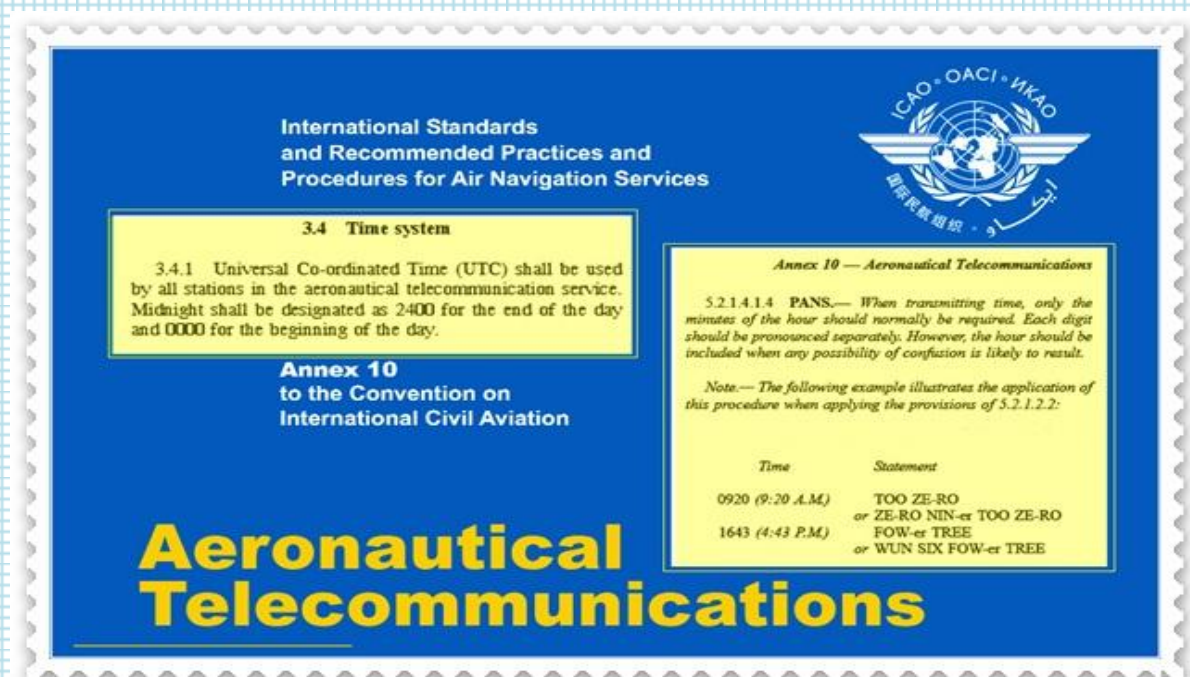 ICAO • OACI • ИКАО
国际民航组织 • ايكاو
International Standards
and Recommended Practices and
Procedures for Air Navigation Services
3.4 Time system
3.4.1 Universal Co-ordinated Time (UTC) shall be used
by all stations in the aeronautical telecommunication service.
Midnight shall be designated as 2400 for the end of the day
and 0000 for the beginning of the day.
Annex 10
to the Convention on
International Civil Aviation
Annex 10 — Aeronautical Telecommunications
5.2.1.4.1.4 PANS.— When transmitting time, only the
minutes of the hour should normally be required. Each digit
should be pronounced separately. However, the hour should be
included when any possibility of confusion is likely to result.
Note.— The following example illustrates the application of
this procedure when applying the provisions of 5.2.1.2.2:
Time Statement
0920 (9:20 A.M.) TOO ZE-RO
or ZE-RO NIN-er TOO ZE-RO
1643 (4:43 P.M.) FOW-er TREE
or WUN SIX FOW-er TREE
Aeronautical
Telecommunications